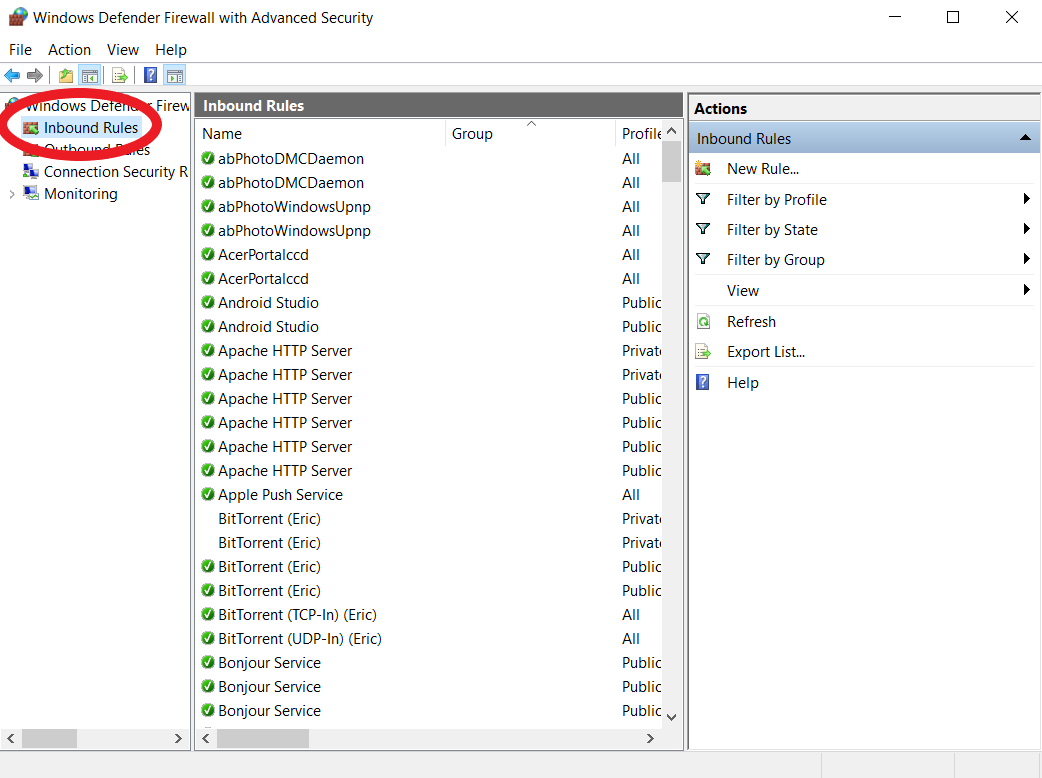 Windows Defender Firewall with Advanced Security
File Action View Help
Windows Defender Firew
Inbound Rules
Outbound Rules
Connection Security R
Monitoring
Inbound Rules
Name Group Profile
abPhotoDMCDaemon All
abPhotoDMCDaemon All
abPhotoWindowsUpnp All
abPhotoWindowsUpnp All
AcerPortalccd All
AcerPortalccd All
Android Studio Public
Android Studio Public
Apache HTTP Server Private
Apache HTTP Server Private
Apache HTTP Server Public
Apache HTTP Server Public
Apache HTTP Server Public
Apache HTTP Server Public
Apple Push Service All
BitTorrent (Eric) Private
BitTorrent (Eric) Private
BitTorrent (Eric) Public
BitTorrent (Eric) Public
BitTorrent (TCP-In) (Eric) All
BitTorrent (UDP-In) (Eric) All
Bonjour Service Public
Bonjour Service Public
Bonjour Service Public
Actions
Inbound Rules
New Rule...
Filter by Profile
Filter by State
Filter by Group
View
Refresh
Export List...
Help